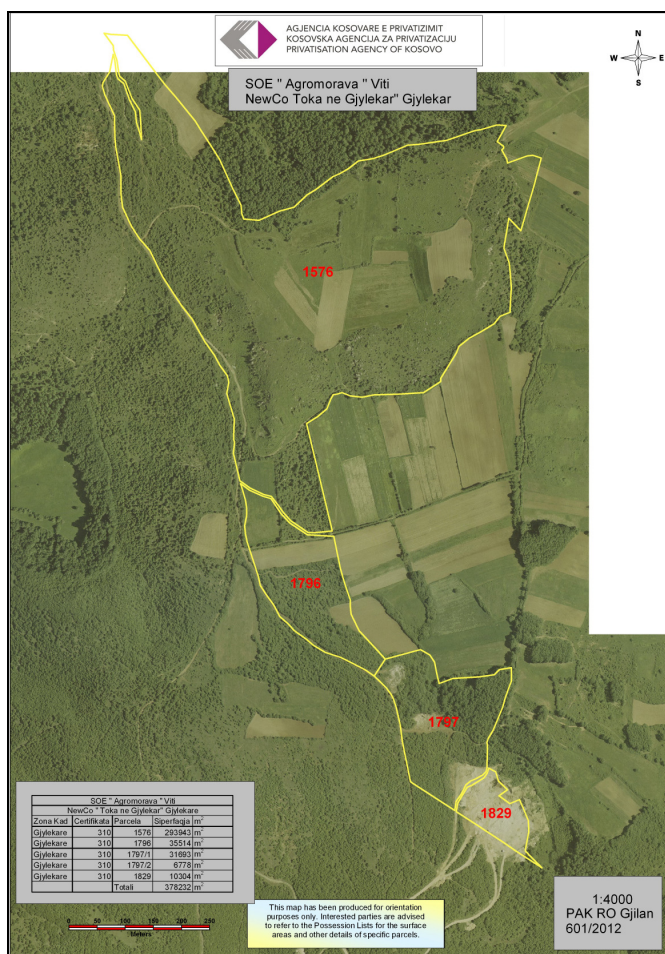 AGJENCIA KOSOVARE E PRIVATIZIMIT
KOSOVSKA AGENCIJA ZA PRIVATIZACIJU
PRIVATISATION AGENCY OF KOSOVO
N
W E
S
SOE " Agromorava " Viti
NewCo Toka ne Gjylekar" Gjylekar
1576
1796
1797
1829
SOE " Agromorava " Viti
NewCo " Toka ne Gjylekar" Gjylekare
Zona Kad Certifikata Parcela Siperfaqja m²
Gjylekare 310 1576 293943 m²
Gjylekare 310 1796 35514 m²
Gjylekare 310 1797/1 31693 m²
Gjylekare 310 1797/2 6778 m²
Gjylekare 310 1829 10304 m²
Totali 378232 m²
0 50 100 150 200 250
Meters
This map has been produced for orientation
purposes only. Interested parties are advised
to refer to the Possession Lists for the surface
areas and other details of specific parcels.
1:4000
PAK RO Gjilan
601/2012